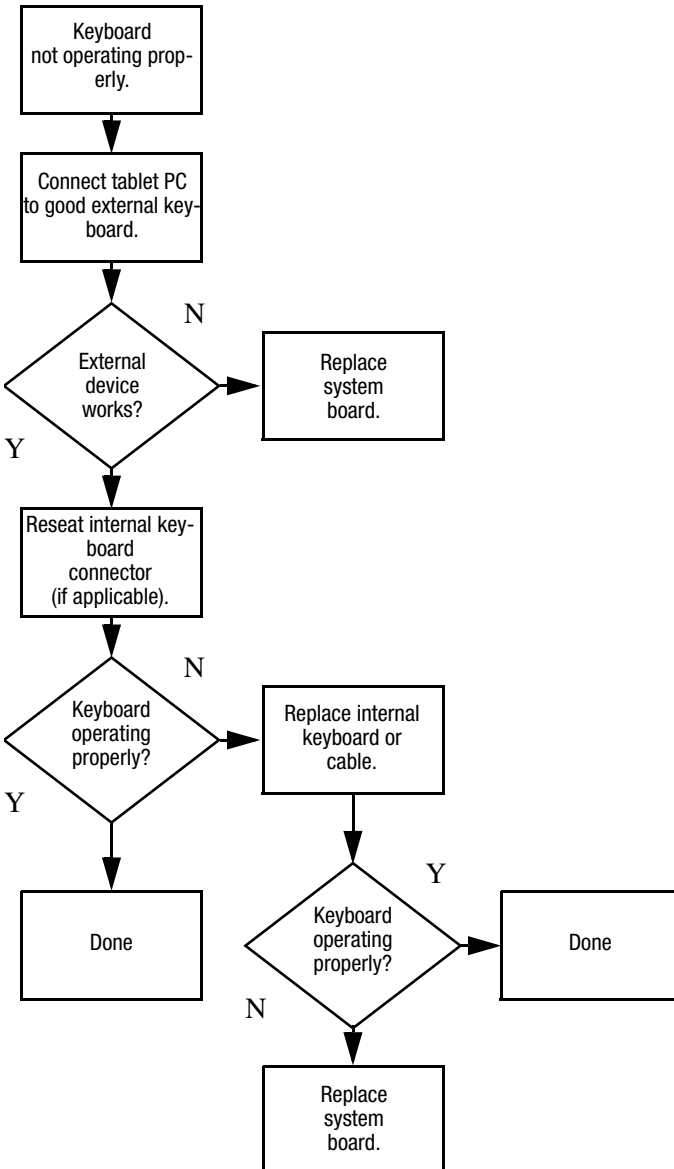 Keyboard
not operating prop-
erly.
Connect tablet PC
to good external key-
board.
N
External
device
works?
Replace
system
board.
Y
Reseat internal key-
board
connector
(if applicable).
N
Keyboard
operating
properly?
Replace internal
keyboard or
cable.
Y
Y
Done
Keyboard
operating
properly?
Done
N
Replace
system
board.